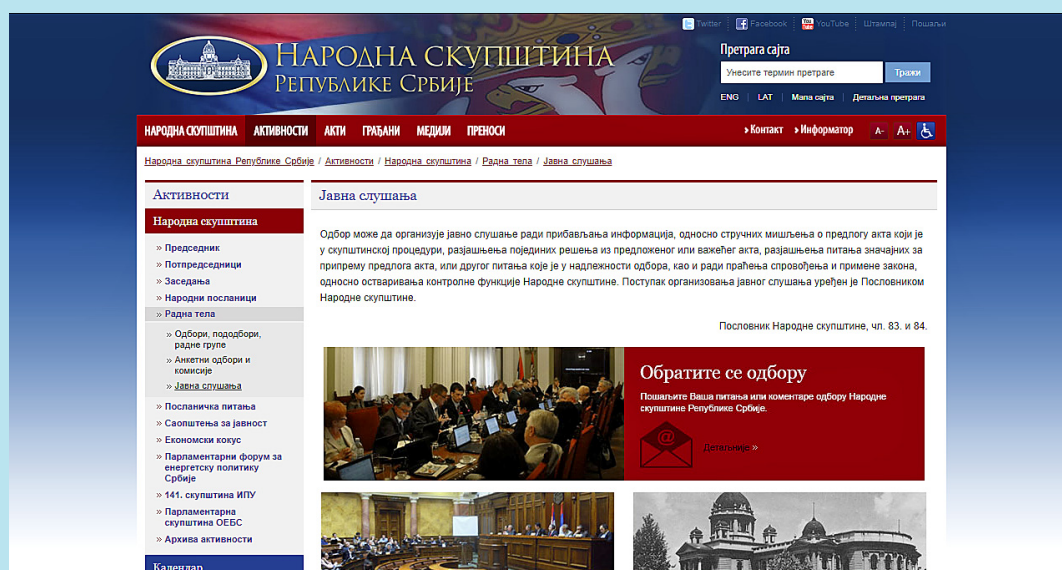 Twitter Facebook YouTube Штампај Пошаљи
НАРОДНА СКУПШТИНА
РЕПУБЛИКЕ СРБИЈЕ
Претрага сајта
Унесите термин претраге Тражи
ENG LAT Мапа сајта Детаљна претрага
НАРОДНА СКУПШТИНА АКТИВНОСТИ АКТИ ГРАЂАНИ МЕДИЈИ ПРЕНОСИ
Контакт Информатор A- A+
Народна скупштина Републике Србије / Активности / Народна скупштина / Радна тела / Јавна слушања
Активности
Народна скупштина
» Председник
» Потпредседници
» Заседања
» Народни посланици
» Радна тела
» Одбори, пододбори,
радне групе
» Анкетни одбори и
комисије
» Јавна слушања
» Посланичка питања
» Саопштења за јавност
» Економски кокус
» Парламентарни форум за
енергетску политику
Србије
» 141. скупштина ИПУ
» Парламентарна
скупштина ОЕБС
» Архива активности
Календар
Јавна слушања
Одбор може да организује јавно слушање ради прибављања информација, односно стручних мишљења о предлогу акта који је
у скупштинској процедури, разјашњења појединих решења из предложеног или важећег акта, разјашњења питања значајних за
припрему предлога акта, или другог питања које је у надлежности одбора, као и ради праћења спровођења и примене закона,
односно остваривања контролне функције Народне скупштине. Поступак организовања јавног слушања уређен је Пословником
Народне скупштине.
Пословник Народне скупштине, чл. 83. и 84.
Обратите се одбору
Пошаљите Ваша питања или коментаре одбору Народне
скупштине Републике Србије.
@
Детаљније »